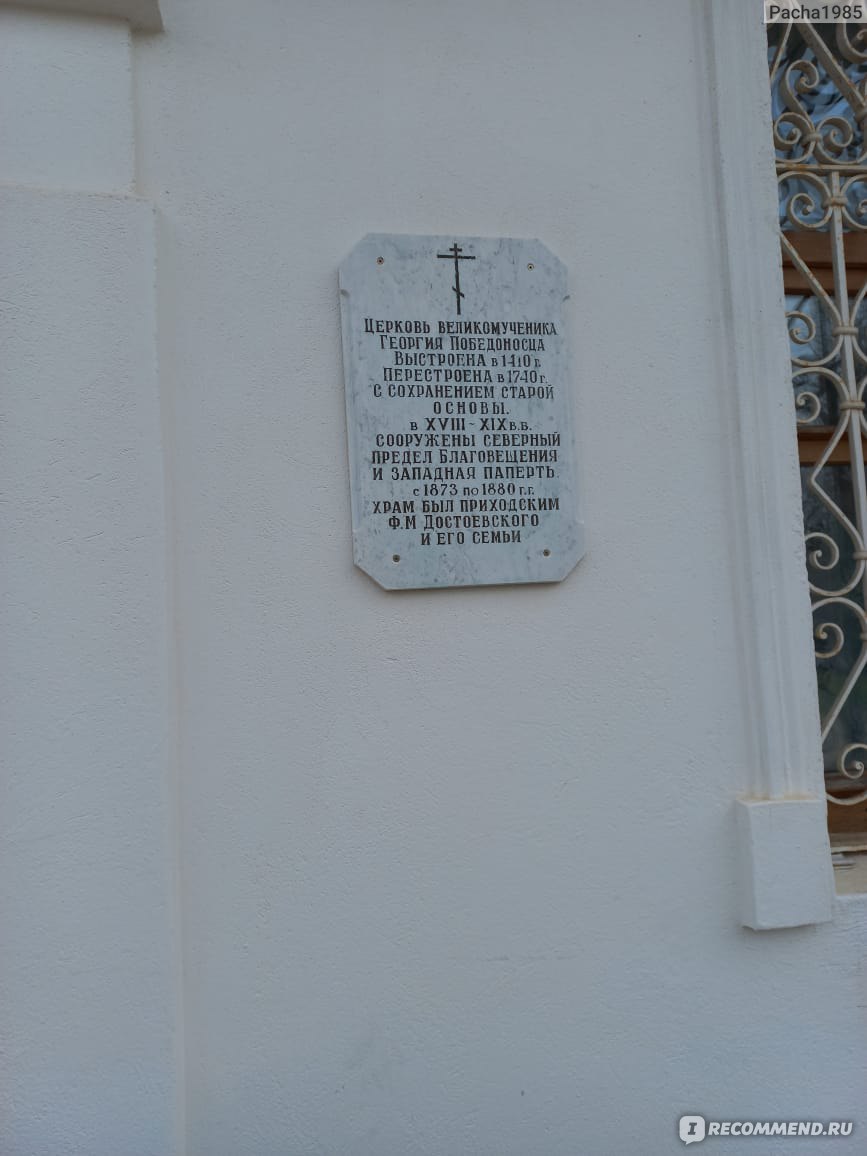 Pacha1985
Церковь великомученика
Георгия Победоносца
Выстроена в 1410 г.
Перестроена в 1740 г.
с сохранением старой
основы.
в XVIII - XIX в.в.
сооружены северный
предел Благовещения
и западная паперть.
с 1873 по 1880 г.г.
храм был приходским
Ф.М Достоевского
и его семьи
IRECOMMEND.RU